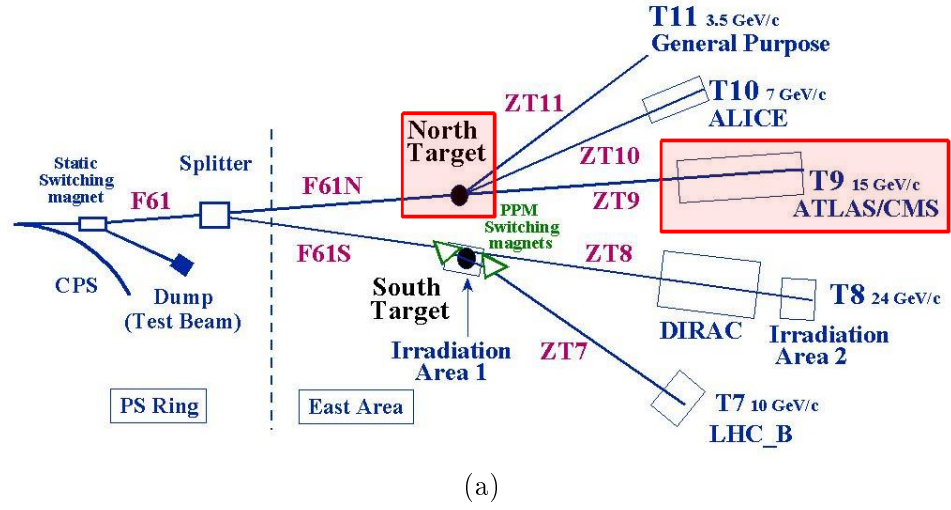 T11 3.5 GeV/c
General Purpose
T10 7 GeV/c
ALICE
ZT11
North
Target
ZT10
Static
Switching
magnet
Splitter
F61
F61N
ZT9
T9 15 GeV/c
ATLAS/CMS
PPM
Switching
magnets
F61S
ZT8
CPS
Dump
(Test Beam)
South
Target
T8 24 GeV/c
DIRAC
Irradiation
Area 2
Irradiation
Area 1
ZT7
PS Ring
East Area
T7 10 GeV/c
LHC_B
(a)